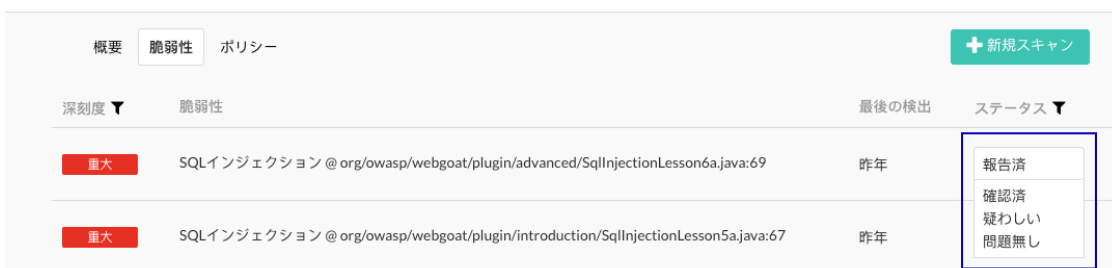 概要 脆弱性 ポリシー 新規スキャン
深刻度 脆弱性 最後の検出 ステータス
重大 SQLインジェクション @ org/owasp/webgoat/plugin/advanced/SqlInjectionLesson6a.java:69 昨年 報告済
確認済
疑わしい
重大 SQLインジェクション @ org/owasp/webgoat/plugin/introduction/SqlInjectionLesson5a.java:67 昨年 問題無し